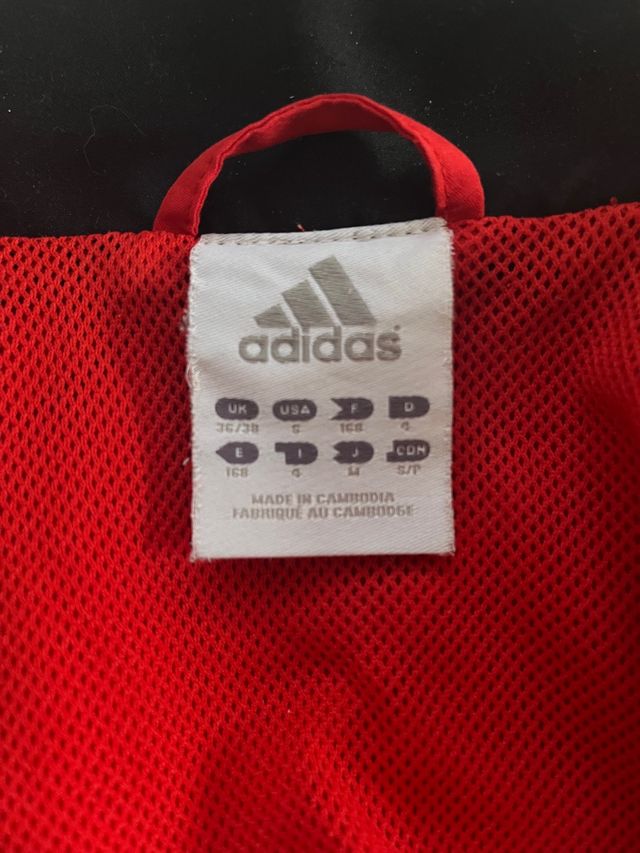 adidas®
UK USA F D
36/38 S 168 4
E I J CDN
168 4 M S/P
MADE IN CAMBODIA
FABRIQUÉ AU CAMBODGE